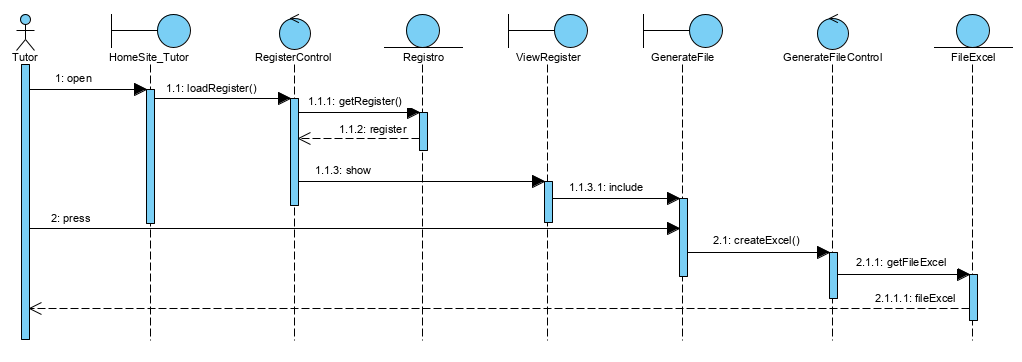 Tutor
HomeSite_Tutor
RegisterControl
Registro
ViewRegister
GenerateFile
GenerateFileControl
FileExcel
1: open
1.1: loadRegister()
1.1.1: getRegister()
1.1.2: register
1.1.3: show
1.1.3.1: include
2: press
2.1: createExcel()
2.1.1: getFileExcel
2.1.1.1: fileExcel